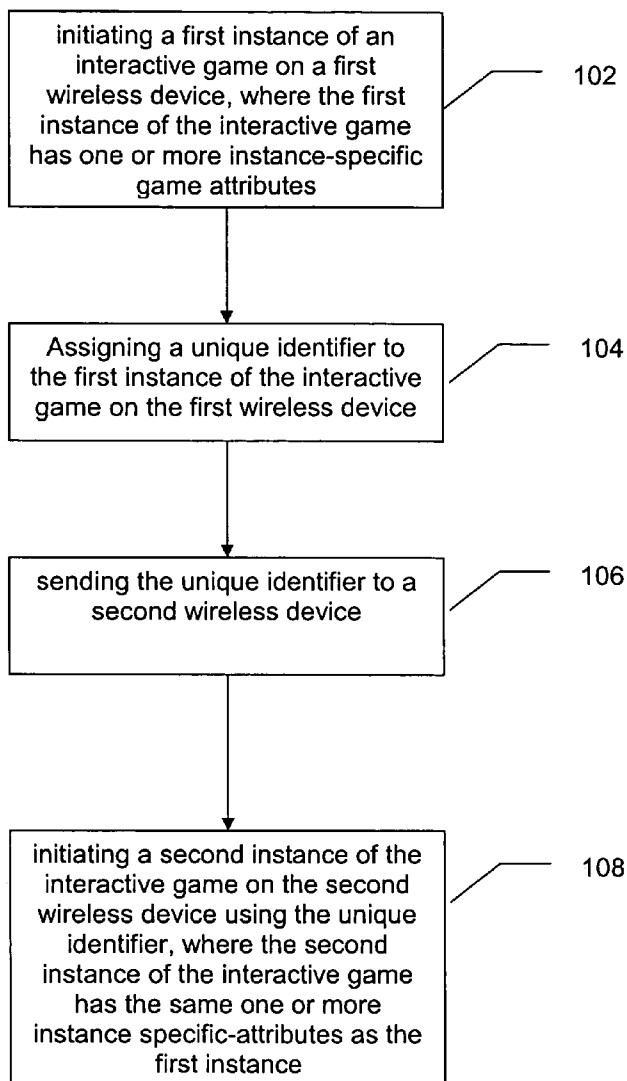 initiating a first instance of an
interactive game on a first
wireless device, where the first
instance of the interactive game
has one or more instance-specific
game attributes
102
Assigning a unique identifier to
the first instance of the interactive
game on the first wireless device
104
sending the unique identifier to a
second wireless device
106
initiating a second instance of the
interactive game on the second
wireless device using the unique
identifier, where the second
instance of the interactive game
has the same one or more
instance specific-attributes as the
first instance
108